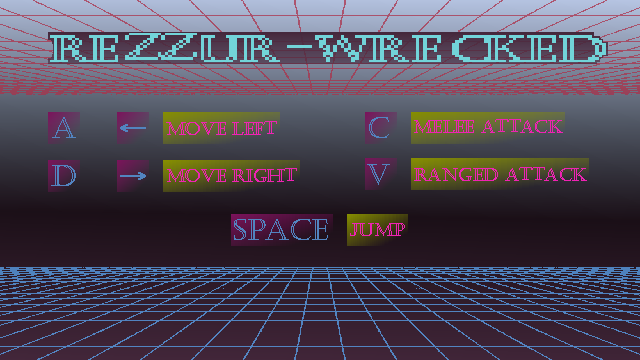 REZZUR-WRECKED
A ← MOVE LEFT C MELEE ATTACK
D → MOVE RIGHT V RANGED ATTACK
SPACE JUMP